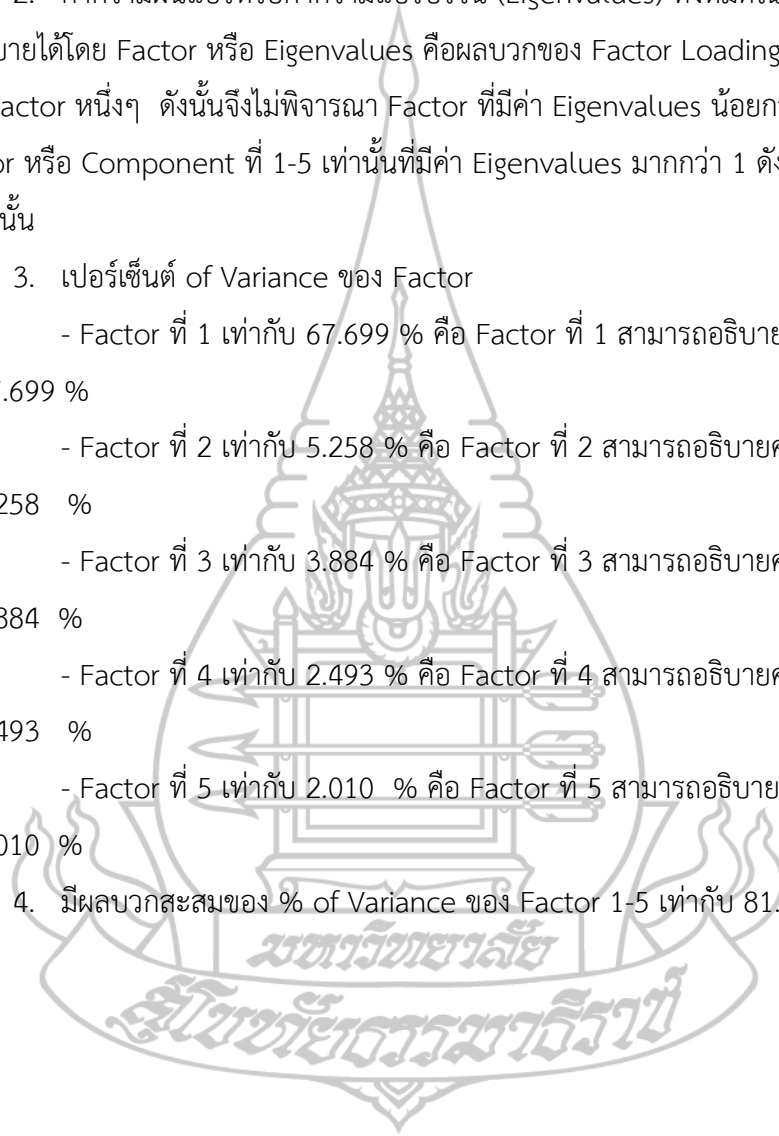 2. ค่าความผันแปรหรือค่าความแปรปรวน (Eigenvalues) ทั้งหมดใน
บายได้โดย Factor หรือ Eigenvalues คือผลบวกของ Factor Loading
actor หนึ่งๆ ดังนั้นจึงไม่พิจารณา Factor ที่มีค่า Eigenvalues น้อยก
or หรือ Component ที่ 1-5 เท่านั้นที่มีค่า Eigenvalues มากกว่า 1 ดัง
นั้น
3. เปอร์เซ็นต์ of Variance ของ Factor
- Factor ที่ 1 เท่ากับ 67.699 % คือ Factor ที่ 1 สามารถอธิบาย
.699 %
- Factor ที่ 2 เท่ากับ 5.258 % คือ Factor ที่ 2 สามารถอธิบายค
258 %
- Factor ที่ 3 เท่ากับ 3.884 % คือ Factor ที่ 3 สามารถอธิบายค
884 %
- Factor ที่ 4 เท่ากับ 2.493 % คือ Factor ที่ 4 สามารถอธิบายค
493 %
- Factor ที่ 5 เท่ากับ 2.010 % คือ Factor ที่ 5 สามารถอธิบาย
010 %
4. มีผลบวกสะสมของ % of Variance ของ Factor 1-5 เท่ากับ 81.
มหาวิทยาลัย
สุโขทัยธรรมาธิราช